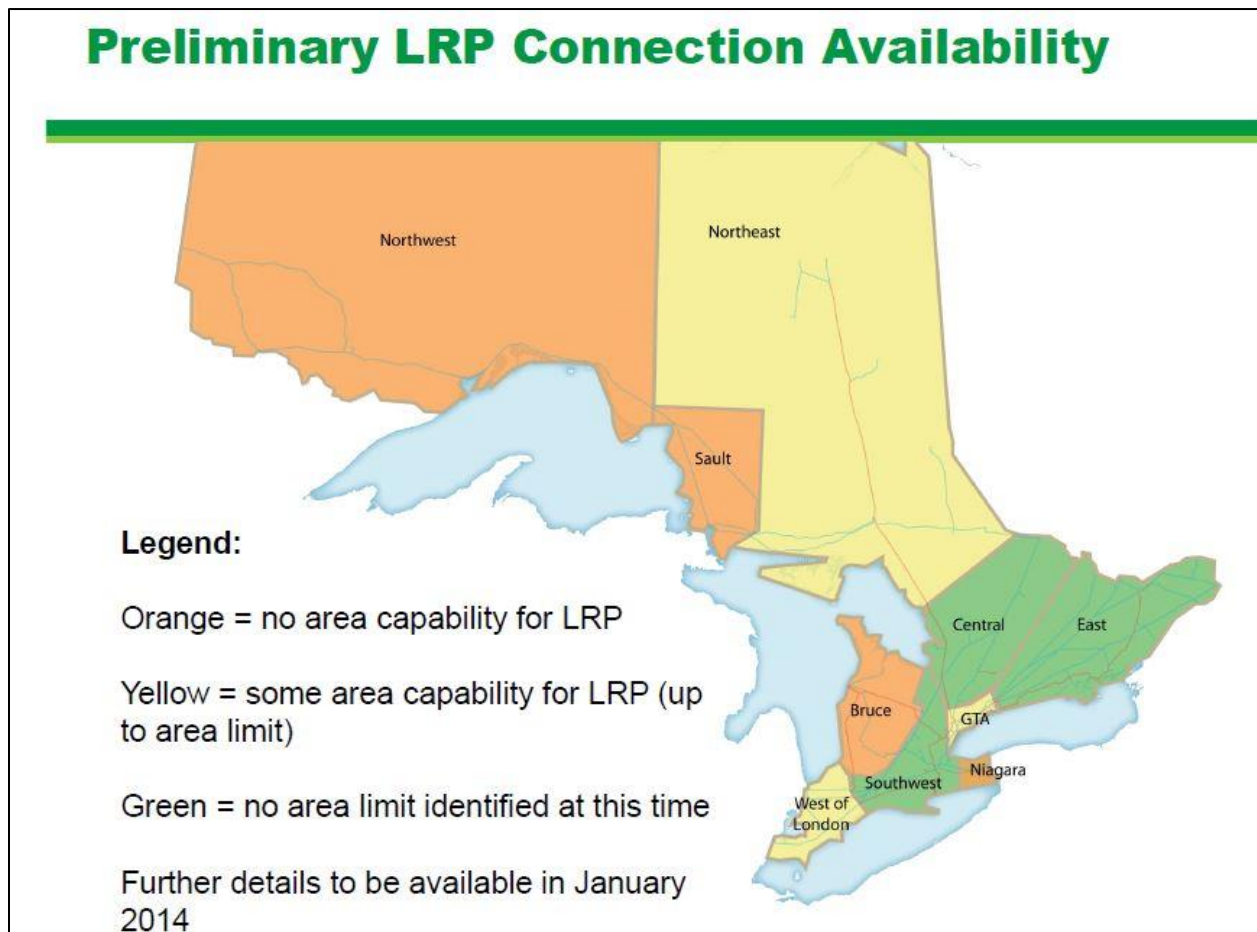 Preliminary LRP Connection Availability
Northwest
Northeast
Sault
Legend:
Orange = no area capability for LRP
Yellow = some area capability for LRP (up
to area limit)
Green = no area limit identified at this time
Further details to be available in January
2014
Central
East
Bruce
GTA
Southwest
Niagara
West of
London